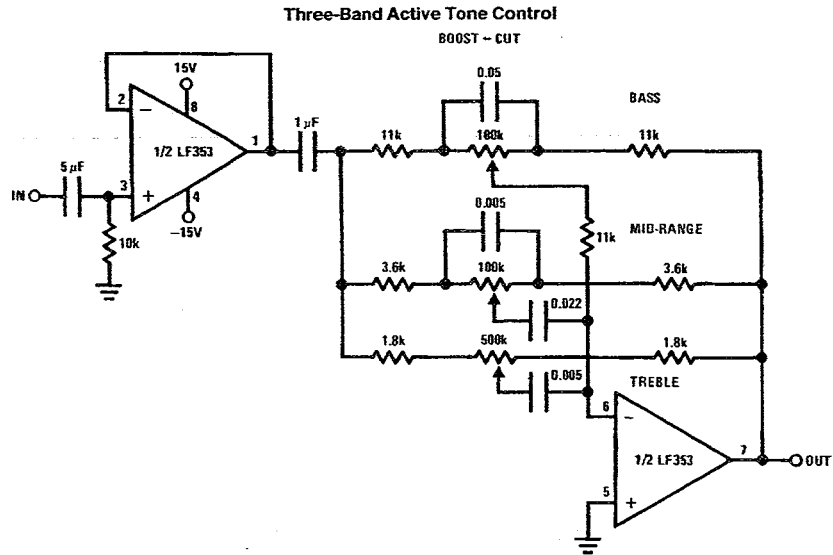 Three-Band Active Tone Control
BOOST – CUT
15V
0.05
BASS
2
8
1
1 µF
11k
100k
11k
1/2 LF353
5 µF
IN
3
4
–15V
10k
0.005
11k
MID-RANGE
3.6k
100k
3.6k
0.022
1.8k
500k
1.8k
0.005
TREBLE
6
1/2 LF353
7
OUT
5